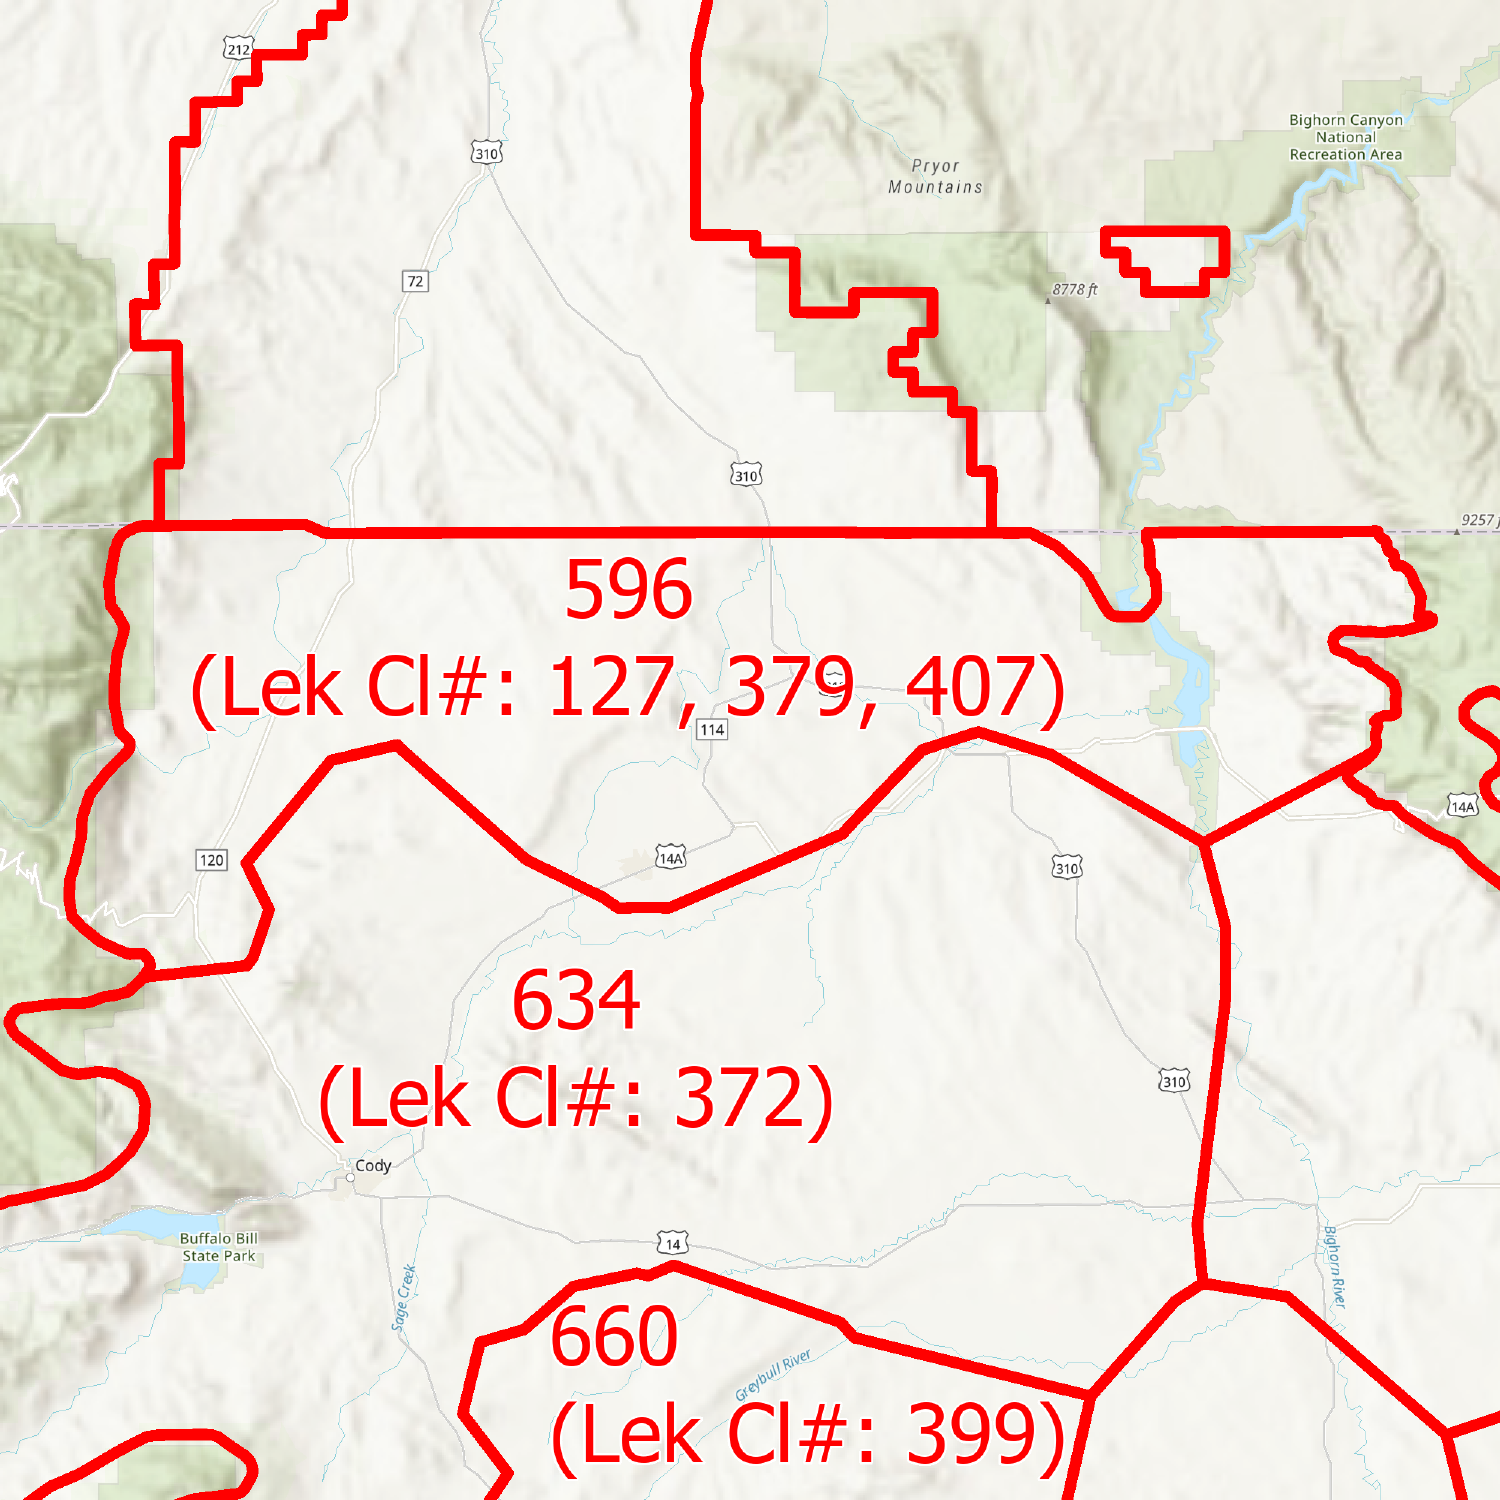 212
310
Bighorn Canyon
National
Recreation Area
Pryor
Mountains
72
8778 ft
310
9257 f
596
(Lek Cl#: 127, 379, 407)
114
14A
120
14A
310
634
(Lek Cl#: 372)
310
Cody
Buffalo Bill
State Park
14
Sage Creek
Bighorn River
660
Greybull River
(Lek Cl#: 399)